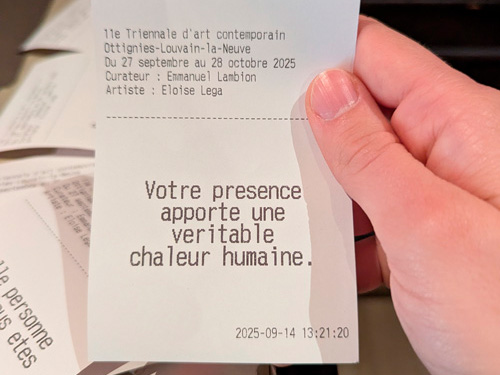 11e Triennale d'art contemporain
Ottignies-Louvain-la-Neuve
Du 27 septembre au 28 octobre 2025
Curateur : Emmanuel Lambion
Artiste : Eloise Lega
Votre presence
apporte une
veritable
chaleur humaine.
2025-09-14 13:21:20
personne
etes